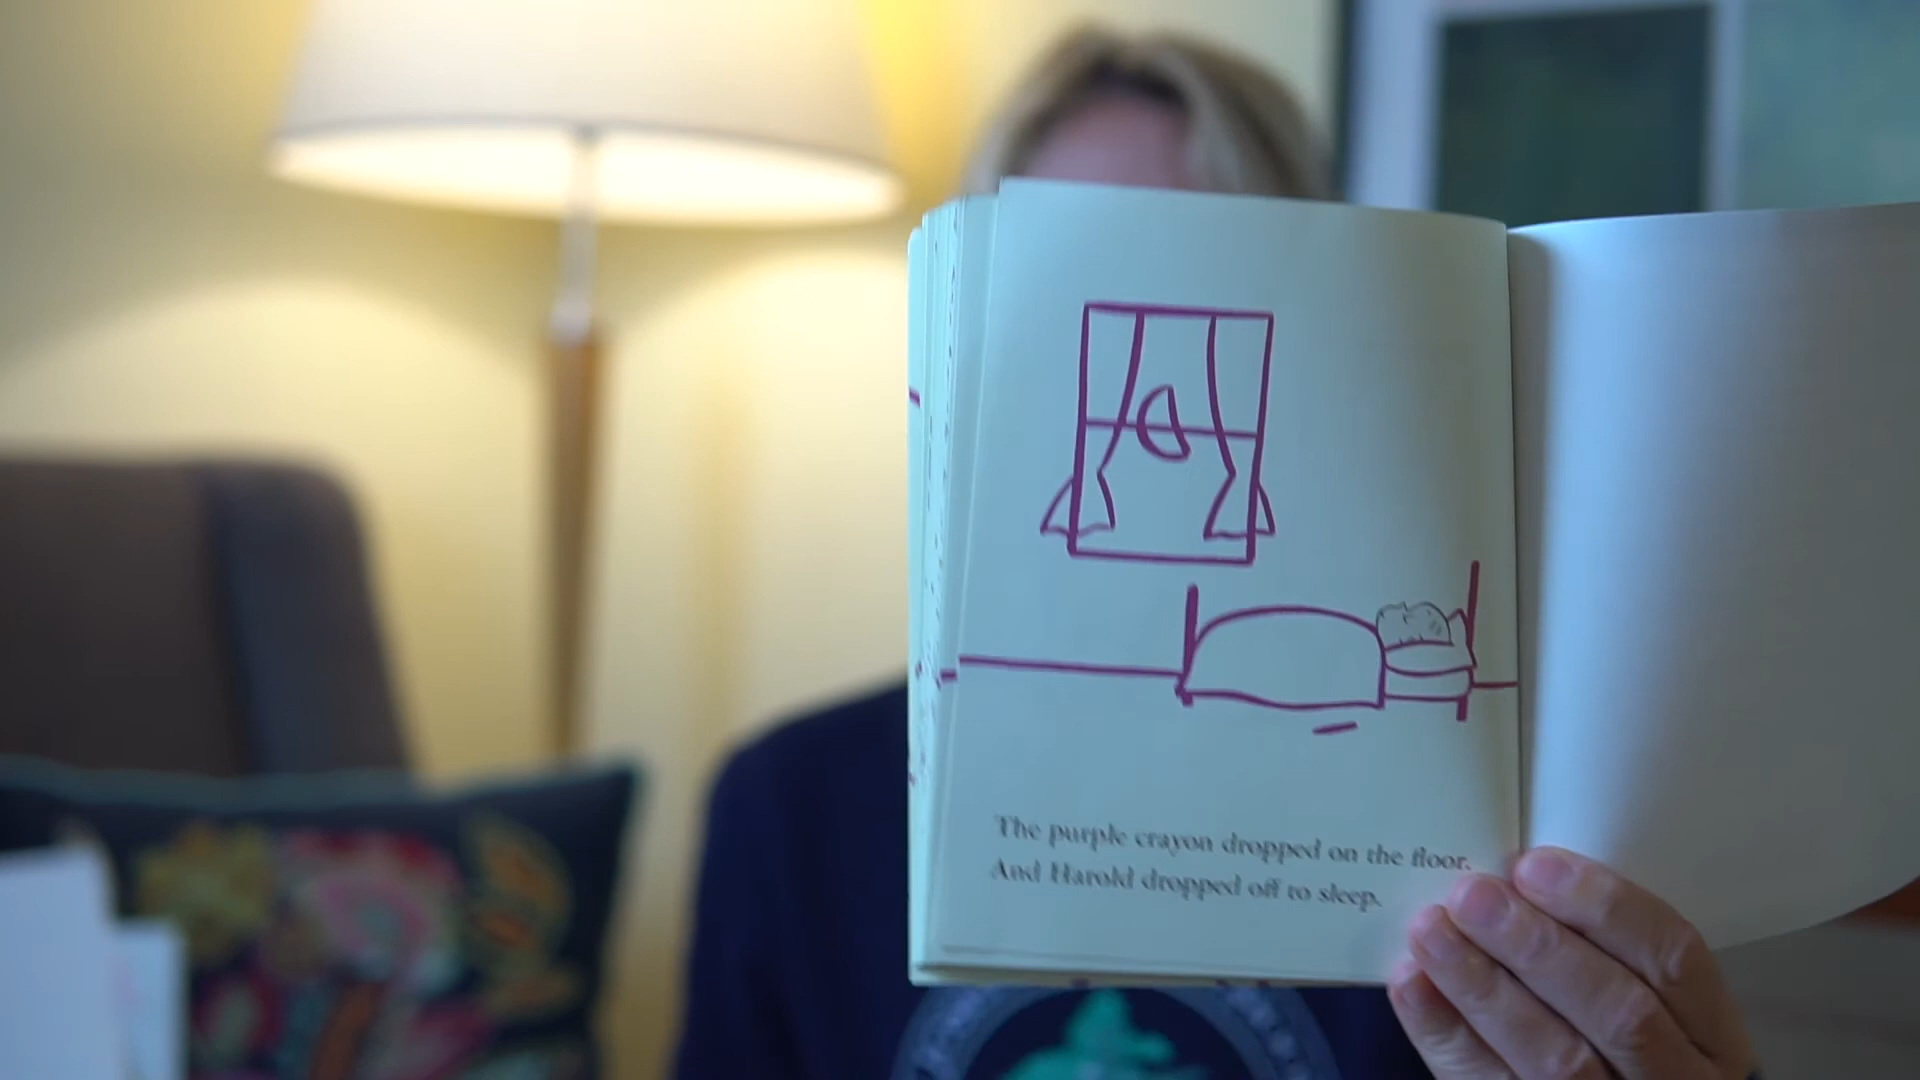 The purple crayon dropped on the floor.
And Harold dropped off to sleep.